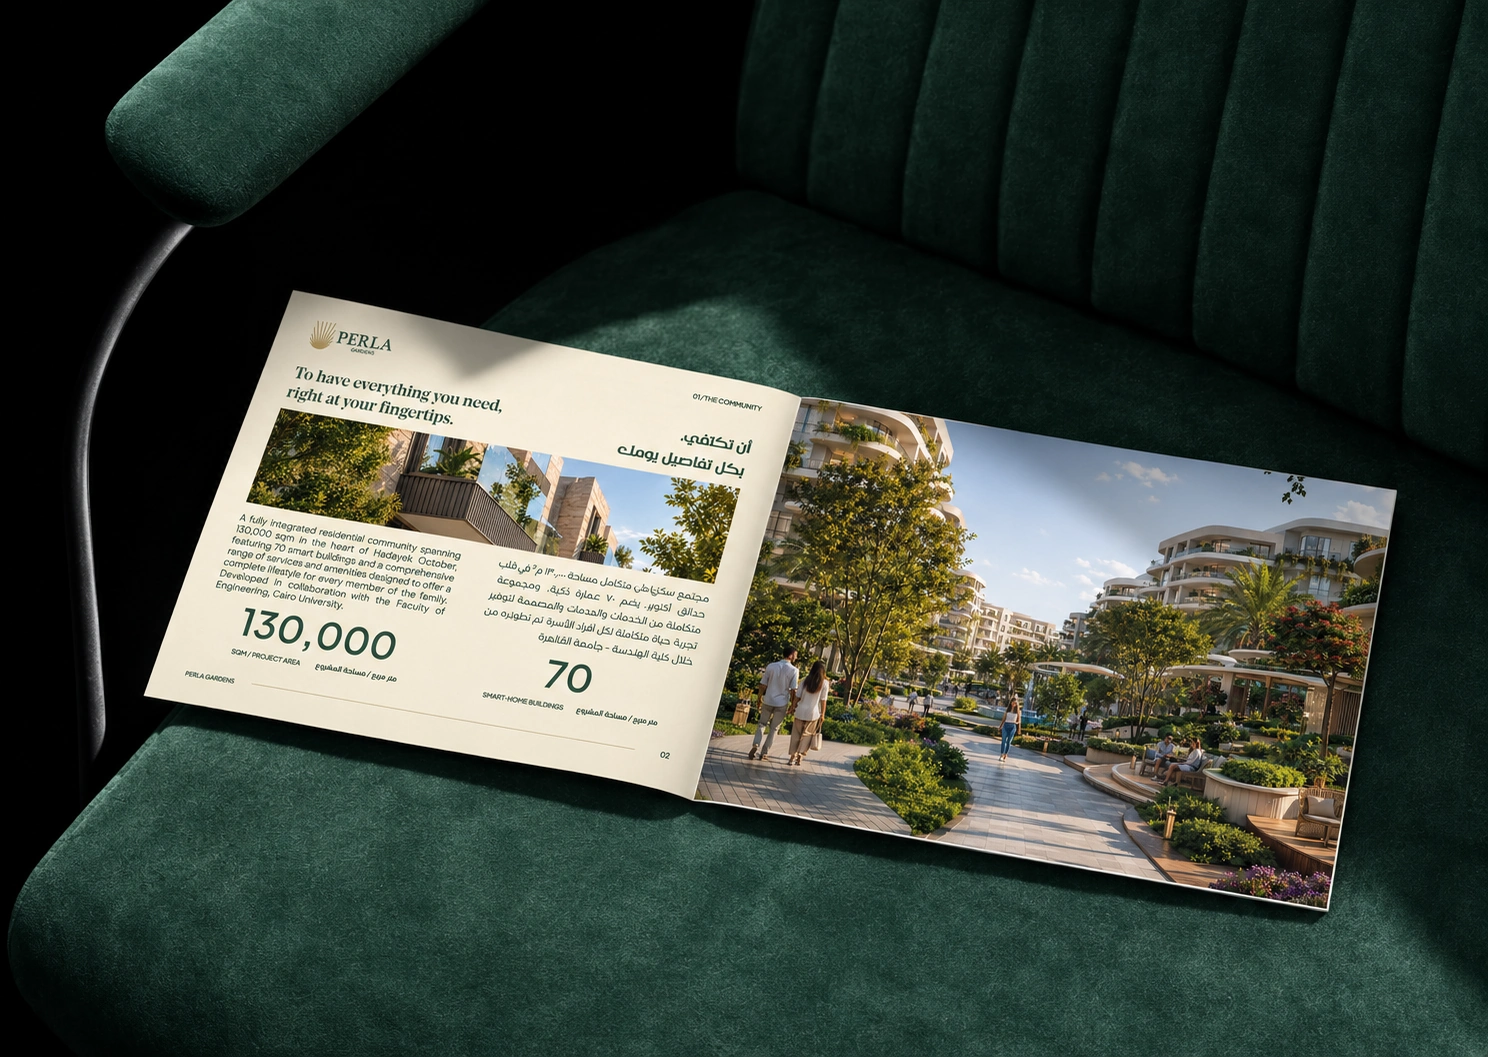 PERLA
GARDENS
01/THE COMMUNITY
To have everything you need,
right at your fingertips.
أن تكتفي.
بكل تفاصيل يومك
A fully integrated residential community spanning
130,000 sqm in the heart of Hadayek October,
featuring 70 smart buildings and a comprehensive
range of services and amenities designed to offer a
complete lifestyle for every member of the family.
Developed in collaboration with the Faculty of
Engineering, Cairo University.
مجتمع متكامل مساحة ١٣٠,٠٠٠ م² في قلب
حدائق أكتوبر. يضم ٧٠ عمارة ذكية. ومجموعة
متكاملة من الخدمات والمصممة لتوفير
تجربة حياة متكاملة لكل أفراد الأسرة تم تطويره من
خلال كلية الهندسة - جامعة القاهرة
130,000
SQM / PROJECT AREA
متر مربع / مساحة المشروع
70
SMART-HOME BUILDINGS
متر مربع / مساحة المشروع
PERLA GARDENS
02